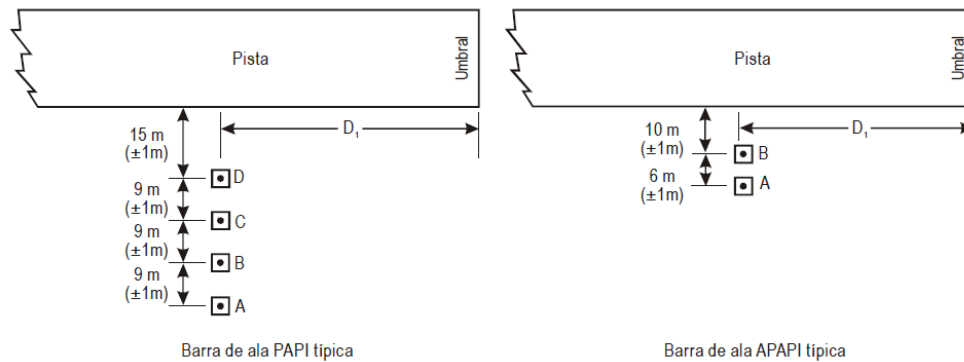 Pista
Umbral
15 m
(±1m)
D₁
D
9 m
(±1m)
C
9 m
(±1m)
B
9 m
(±1m)
A
Barra de ala PAPI típica
Pista
Umbral
10 m
(±1m)
D₁
B
6 m
(±1m)
A
Barra de ala APAPI típica